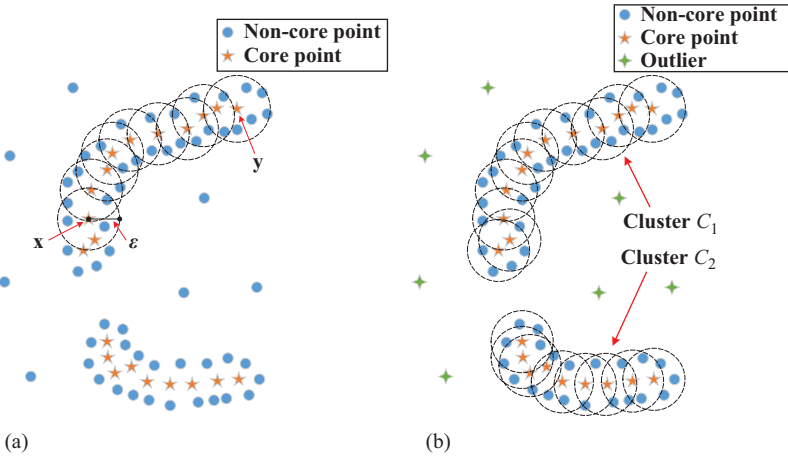 Non-core point
Core point
y
x
ε
(a)
Non-core point
Core point
Outlier
Cluster C₁
Cluster C₂
(b)